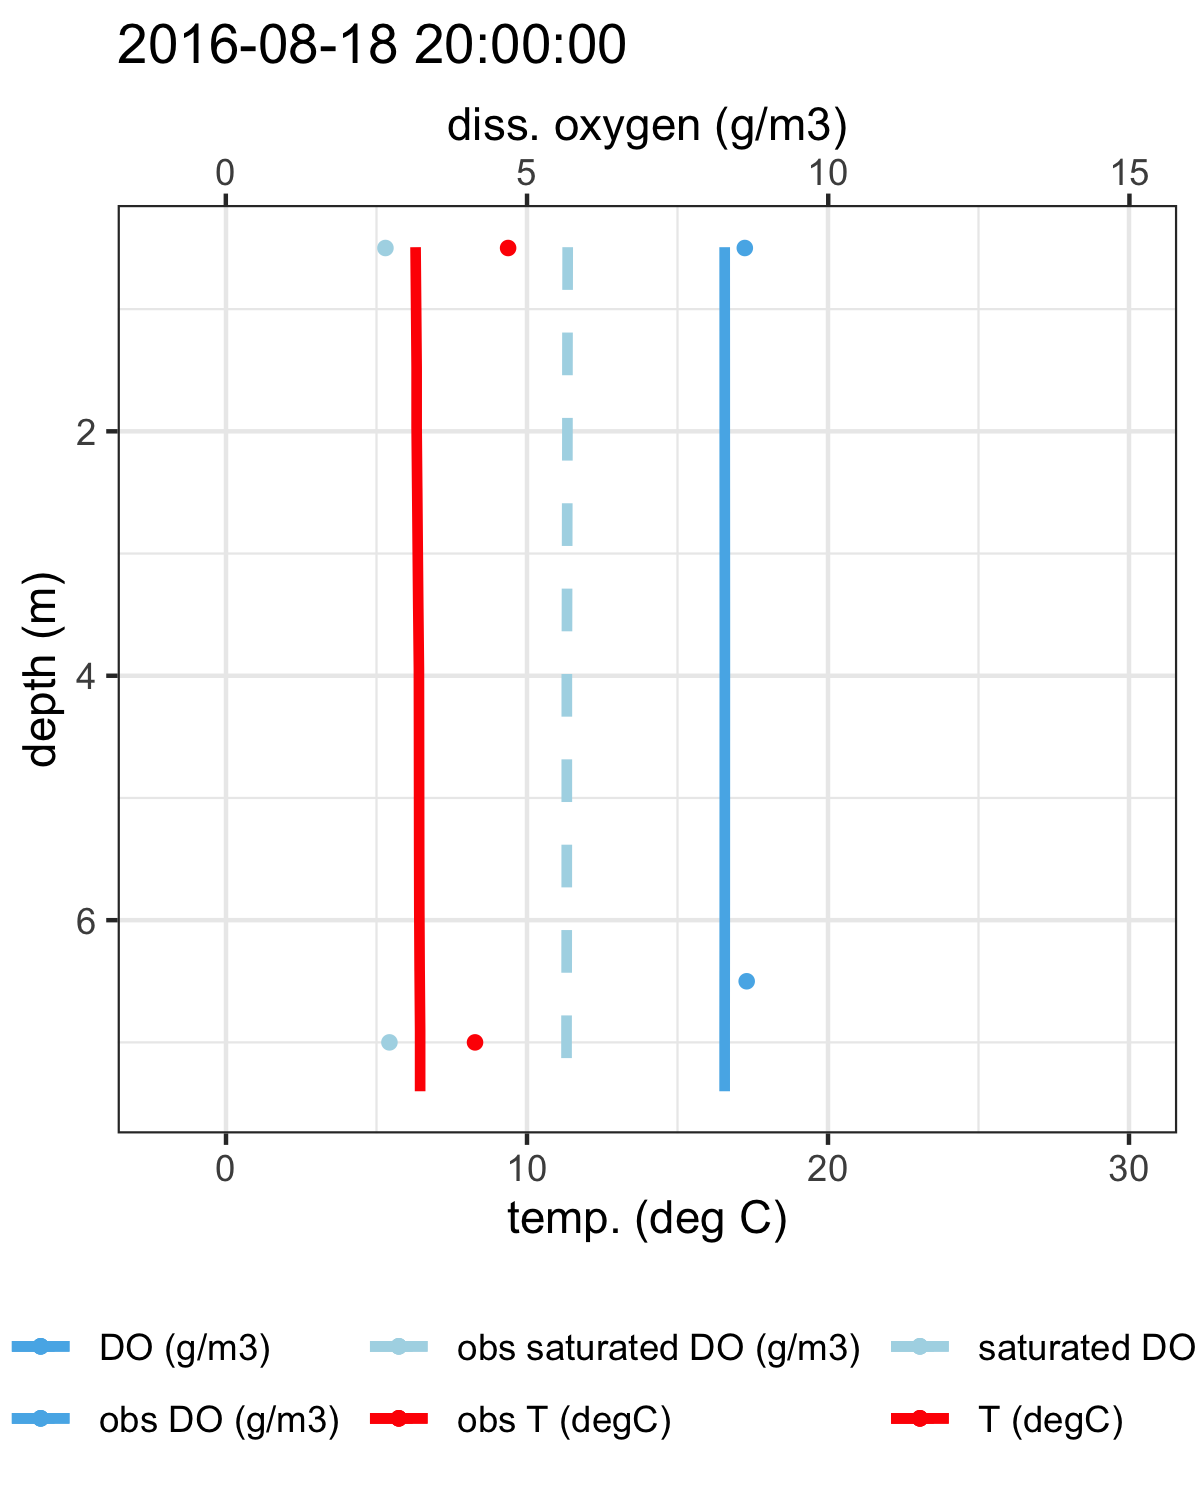 2016-08-18 20:00:00
diss. oxygen (g/m3)
0 5 10 15
2
4
6
depth (m)
0 10 20 30
temp. (deg C)
DO (g/m3) obs saturated DO (g/m3) saturated DO
obs DO (g/m3) obs T (degC) T (degC)